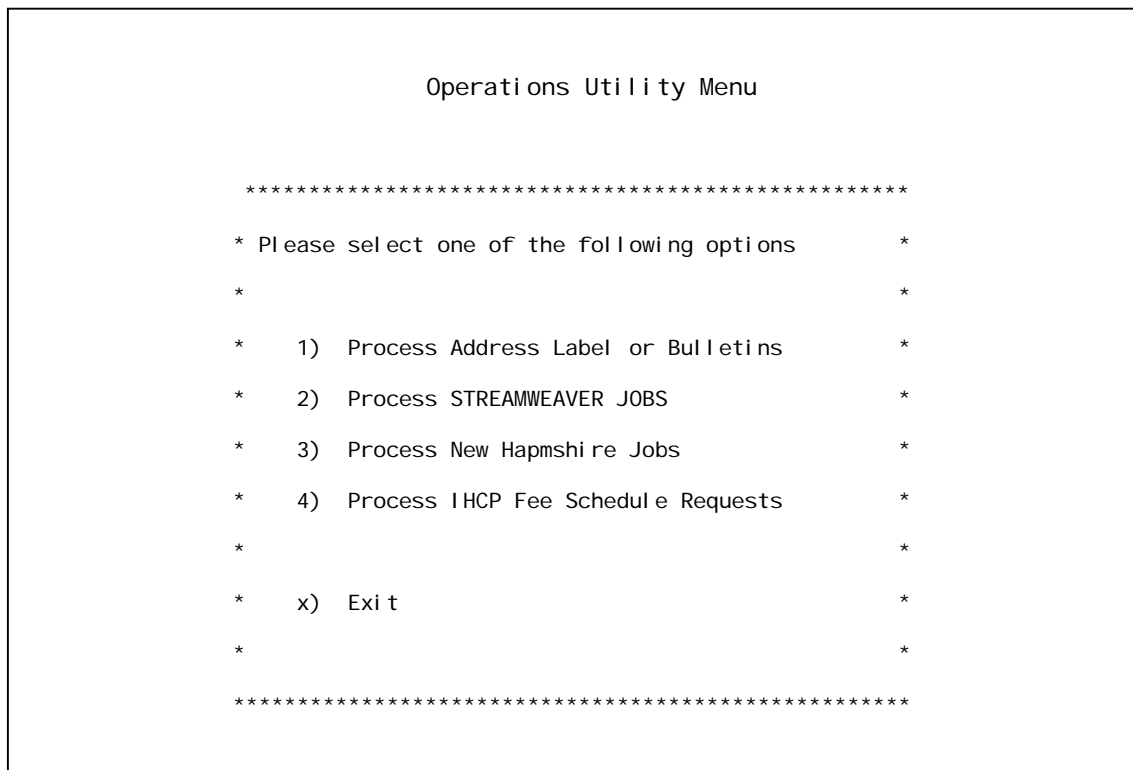 Operations Utility Menu
****************************************************
* Please select one of the following options *
* *
* 1) Process Address Label or Bulletins *
* 2) Process STREAMWEAVER JOBS *
* 3) Process New Hapmshire Jobs *
* 4) Process IHCP Fee Schedule Requests *
* *
* x) Exit *
* *
*****************************************************